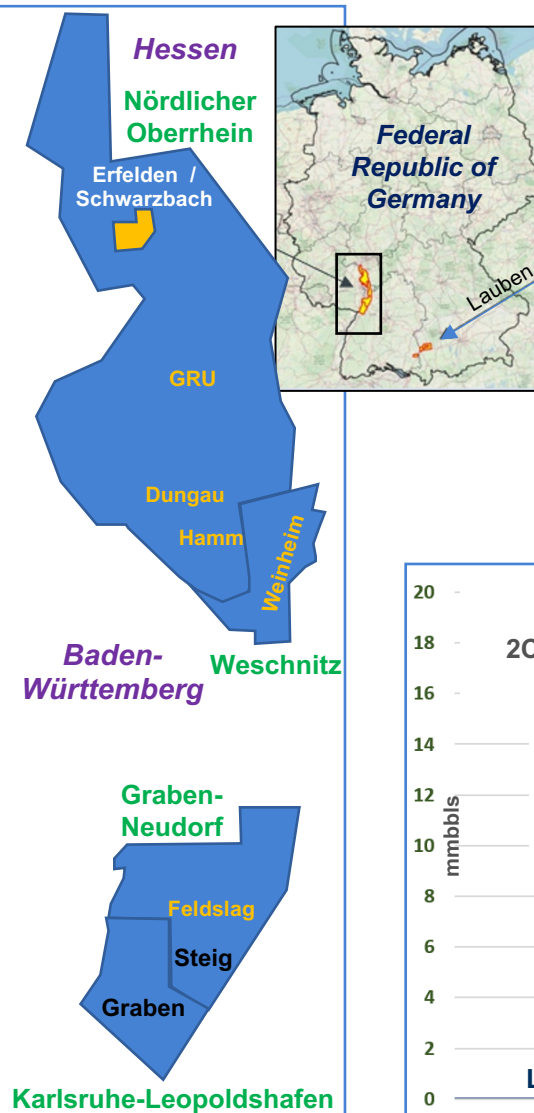 Hessen
Nördlicher
Oberrhein
Erfelden /
Schwarzbach
GRU
Dungau
Hamm
Weinheim
Baden-
Württemberg
Weschnitz
Graben-
Neudorf
Feldslag
Steig
Graben
Karlsruhe-Leopoldshafen
Federal
Republic of
Germany
Lauben
20
18
16
14
12
10
8
6
4
2
0
mmbbls